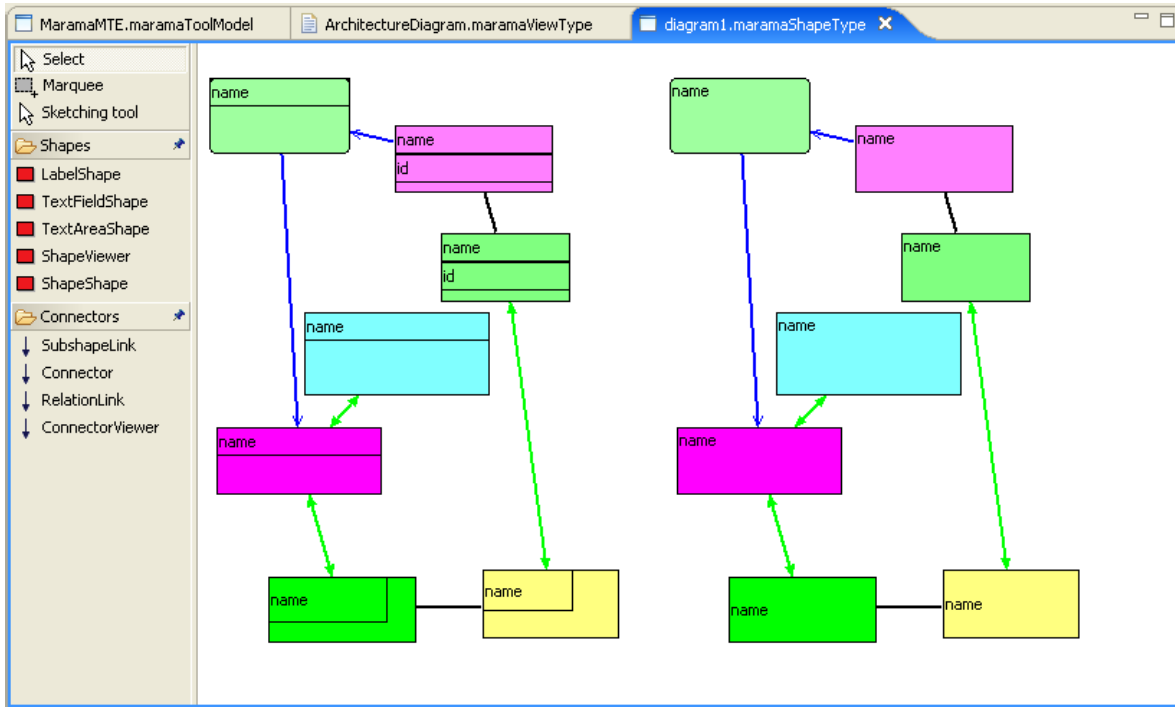 MaramaMTE.maramaToolModel
ArchitectureDiagram.maramaViewType
diagram1.maramaShapeType
Select
Marquee
Sketching tool
Shapes
LabelShape
TextFieldShape
TextAreaShape
ShapeViewer
ShapeShape
Connectors
SubshapeLink
Connector
RelationLink
ConnectorViewer
name
name
id
name
id
name
name
name
name
name
name
name
name
name
name
name